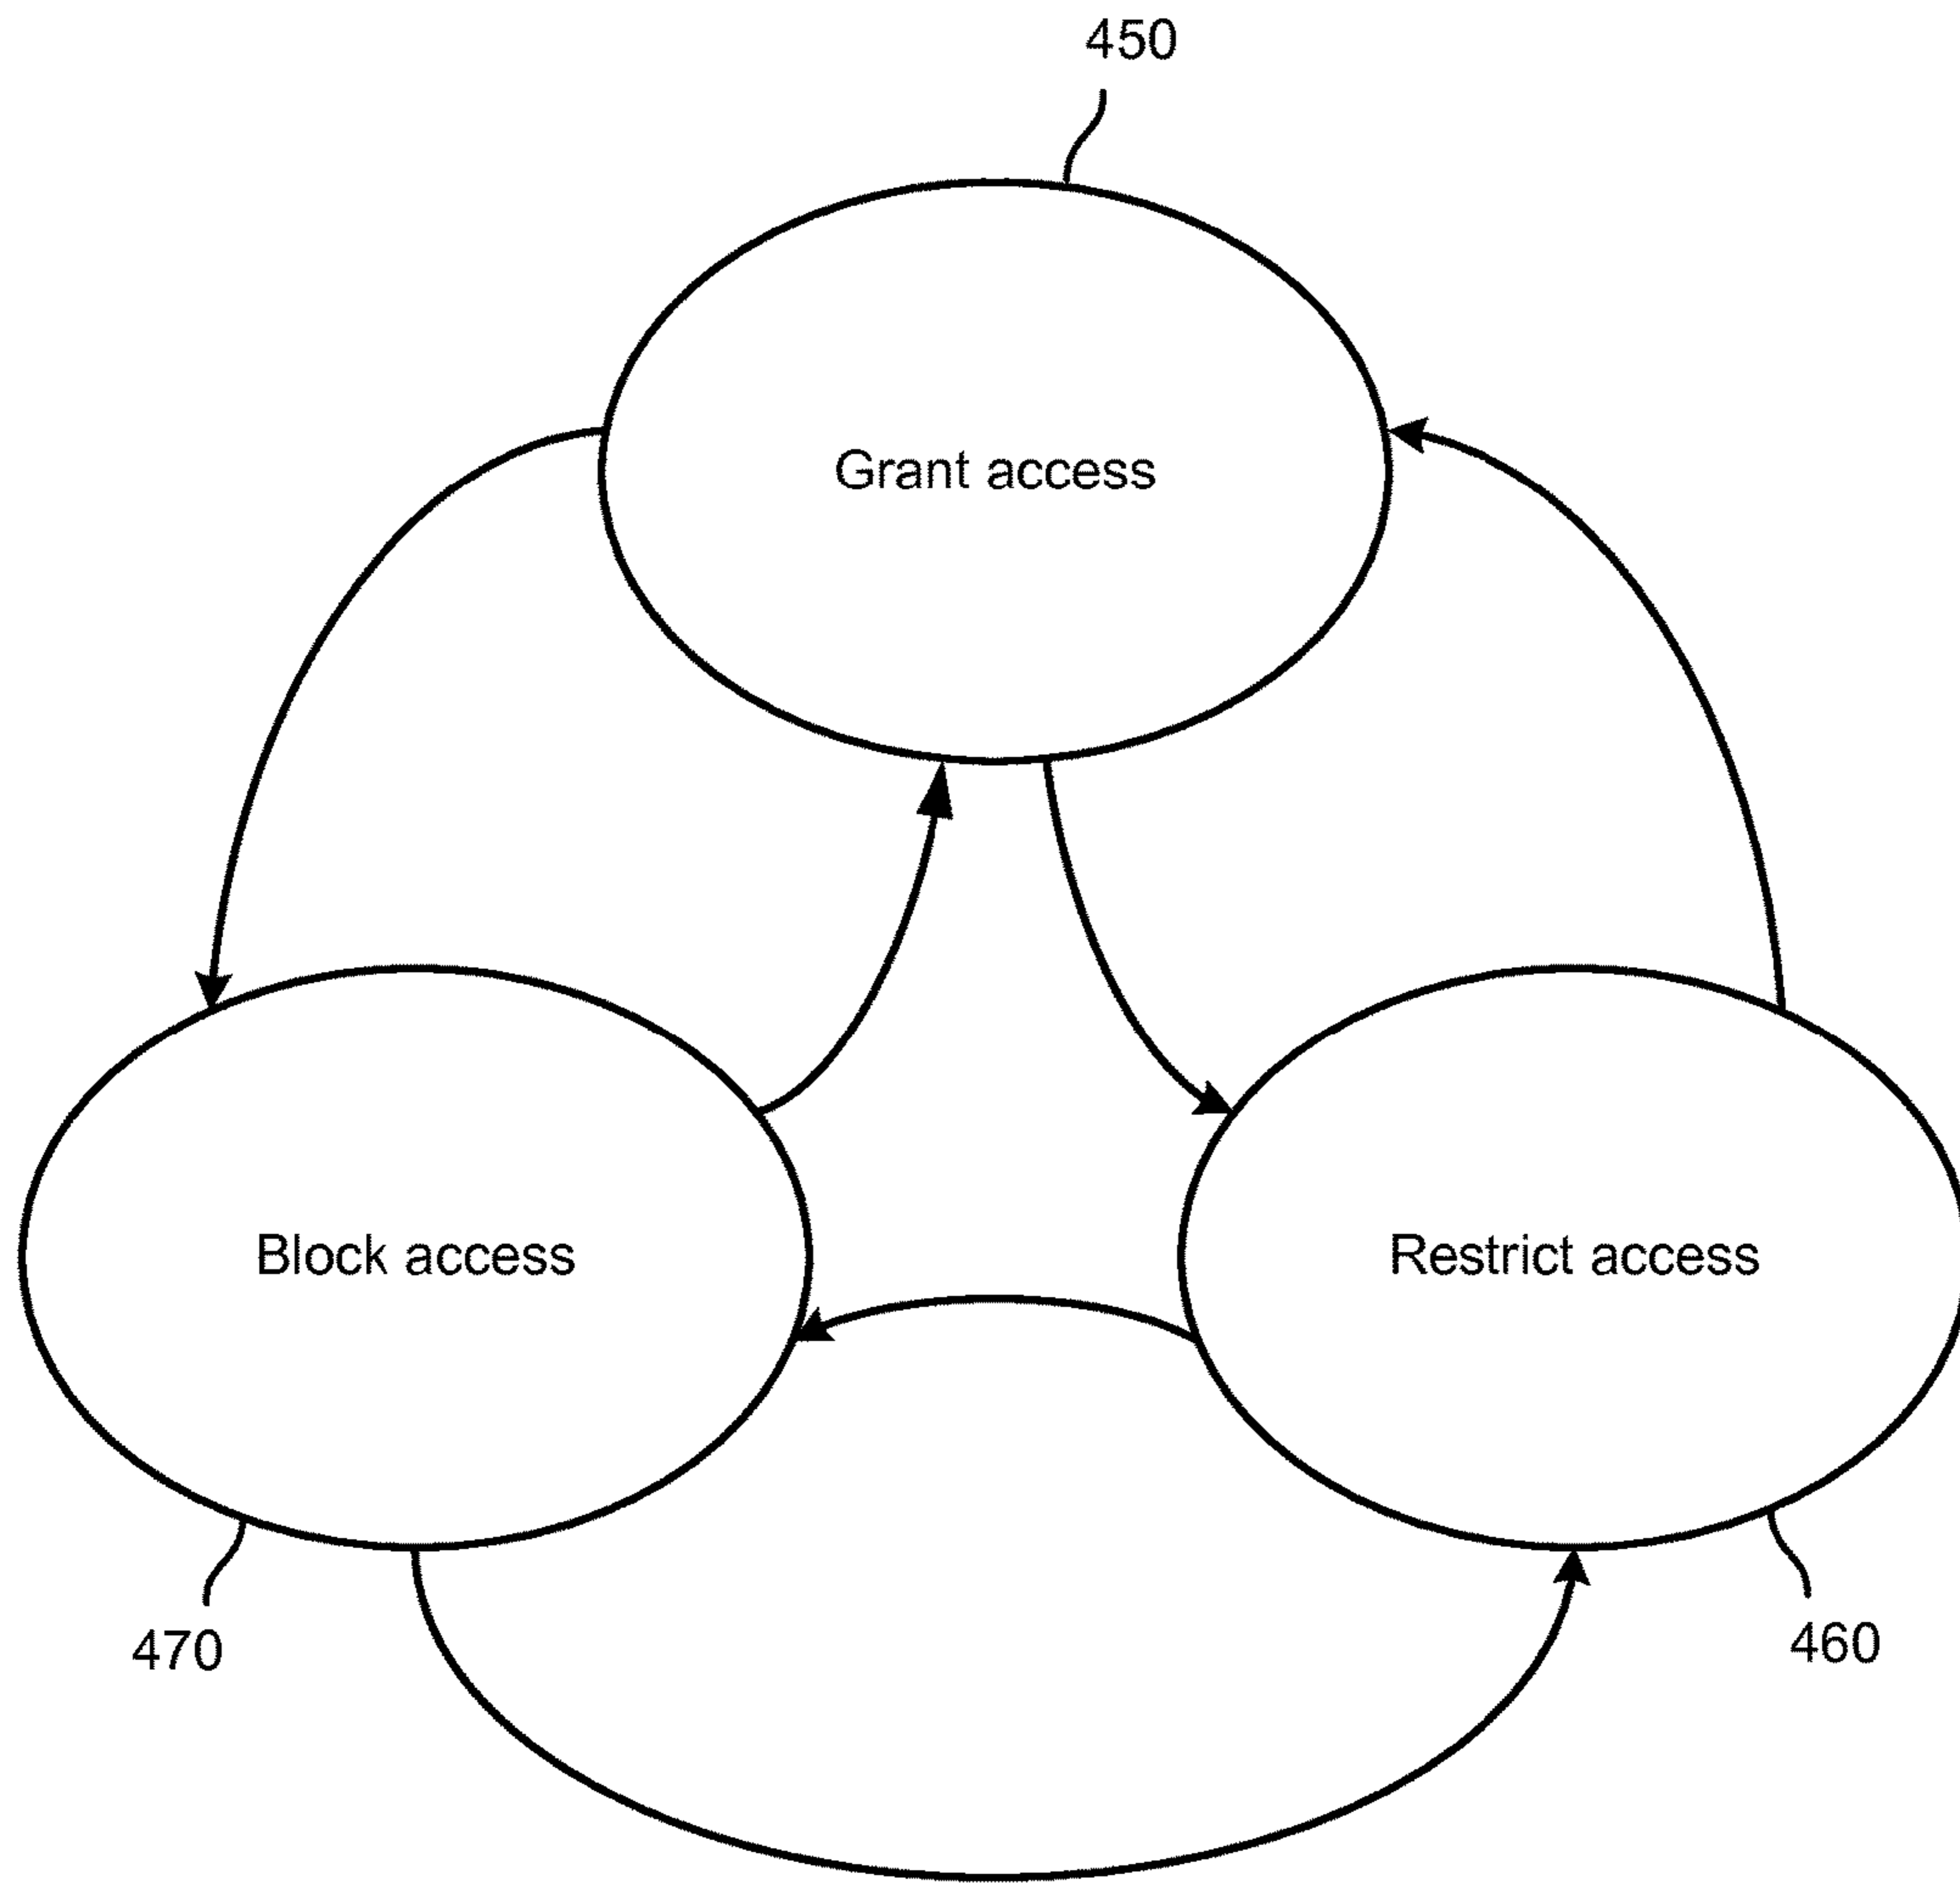 450
Grant access
Block access
Restrict access
470
460